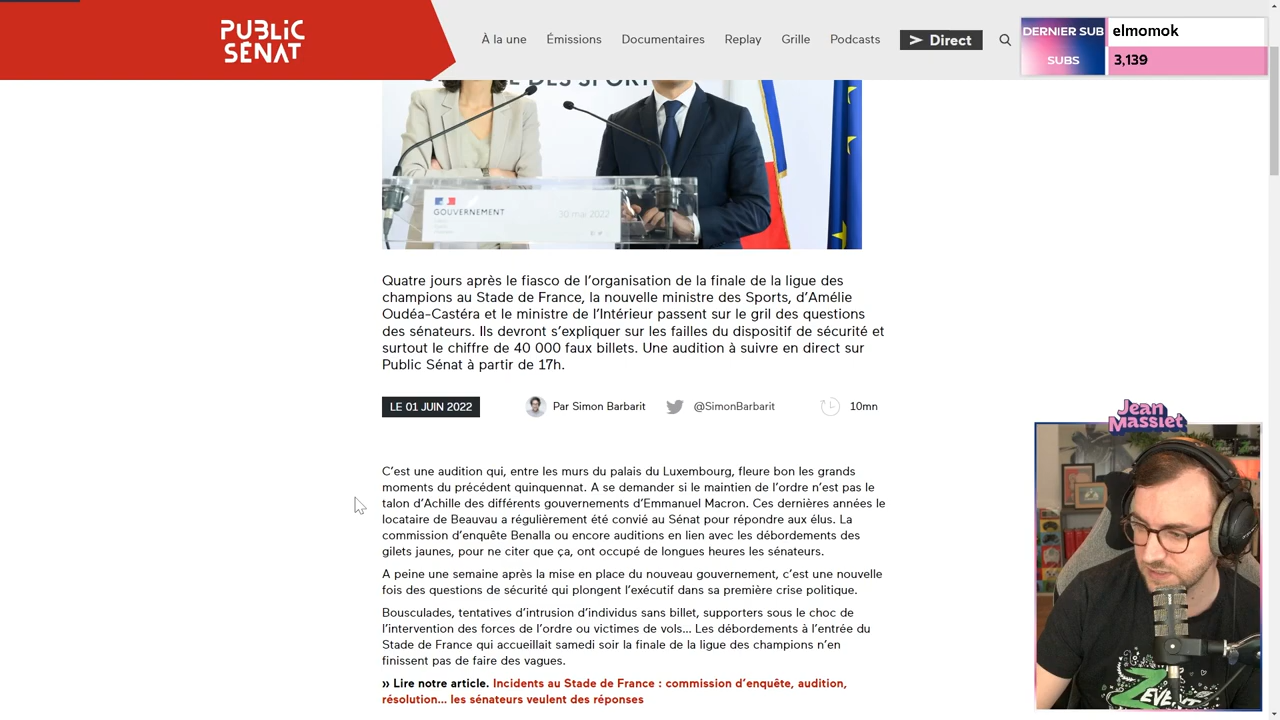 PUBLIC
SÉNAT
À la une
Émissions
Documentaires
Replay
Grille
Podcasts
Direct
DERNIER SUB
elmomok
SUBS
3,139
DES SPORT
GOUVERNEMENT
30 mai 2022
Quatre jours après le fiasco de l’organisation de la finale de la ligue des
champions au Stade de France, la nouvelle ministre des Sports, d’Amélie
Oudéa-Castéra et le ministre de l’Intérieur passent sur le gril des questions
des sénateurs. Ils devront s’expliquer sur les failles du dispositif de sécurité et
surtout le chiffre de 40 000 faux billets. Une audition à suivre en direct sur
Public Sénat à partir de 17h.
LE 01 JUIN 2022
Par Simon Barbarit
@SimonBarbarit
10mn
Jean
Massiet
C’est une audition qui, entre les murs du palais du Luxembourg, fleure bon les grands
moments du précédent quinquennat. A se demander si le maintien de l’ordre n’est pas le
talon d’Achille des différents gouvernements d’Emmanuel Macron. Ces dernières années le
locataire de Beauvau a régulièrement été convié au Sénat pour répondre aux élus. La
commission d’enquête Benalla ou encore auditions en lien avec les débordements des
gilets jaunes, pour ne citer que ça, ont occupé de longues heures les sénateurs.
A peine une semaine après la mise en place du nouveau gouvernement, c’est une nouvelle
fois des questions de sécurité qui plongent l’exécutif dans sa première crise politique.
Bousculades, tentatives d’intrusion d’individus sans billet, supporters sous le choc de
l’intervention des forces de l’ordre ou victimes de vols... Les débordements à l’entrée du
Stade de France qui accueillait samedi soir la finale de la ligue des champions n’en
finissent pas de faire des vagues.
» Lire notre article. Incidents au Stade de France : commission d’enquête, audition,
résolution... les sénateurs veulent des réponses
ZEVENT